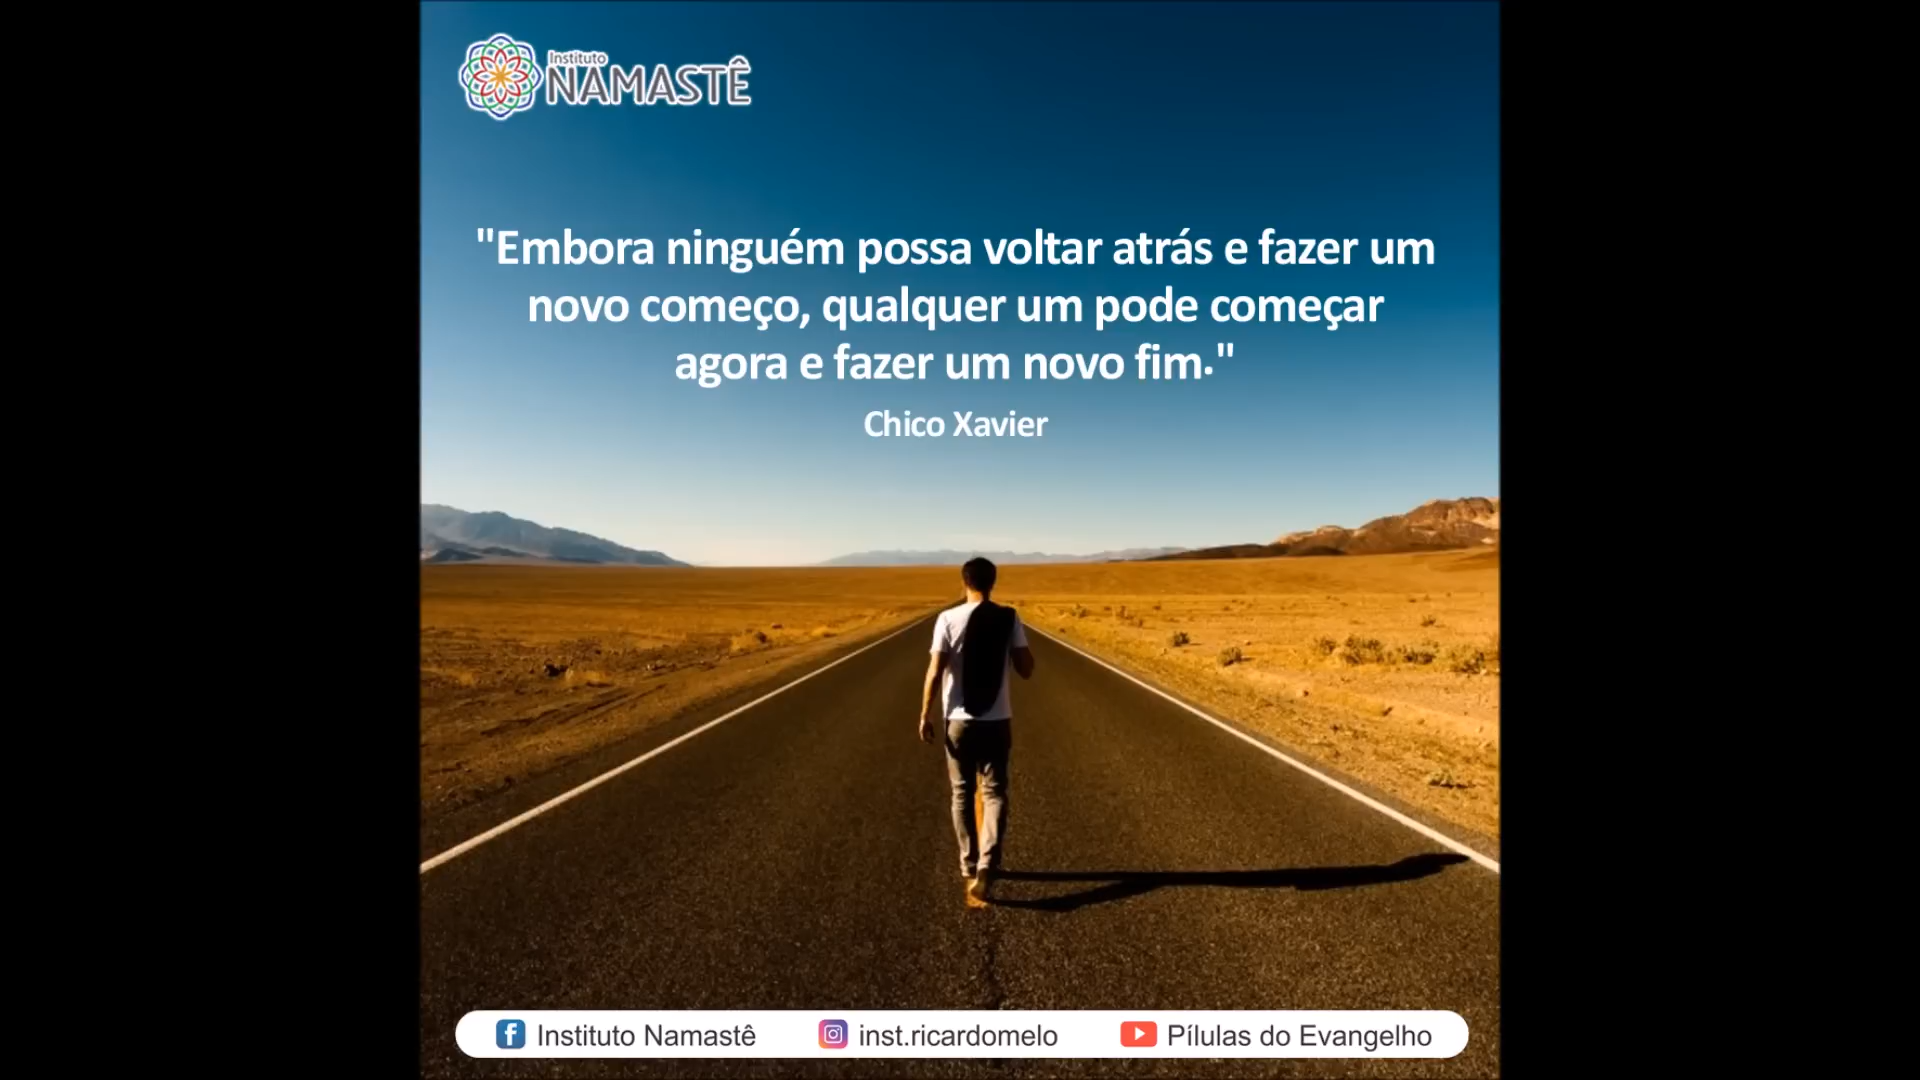 Instituto
NAMASTÊ
"Embora ninguém possa voltar atrás e fazer um
novo começo, qualquer um pode começar
agora e fazer um novo fim."
Chico Xavier
Instituto Namastê
inst.ricardomelo
Pílulas do Evangelho